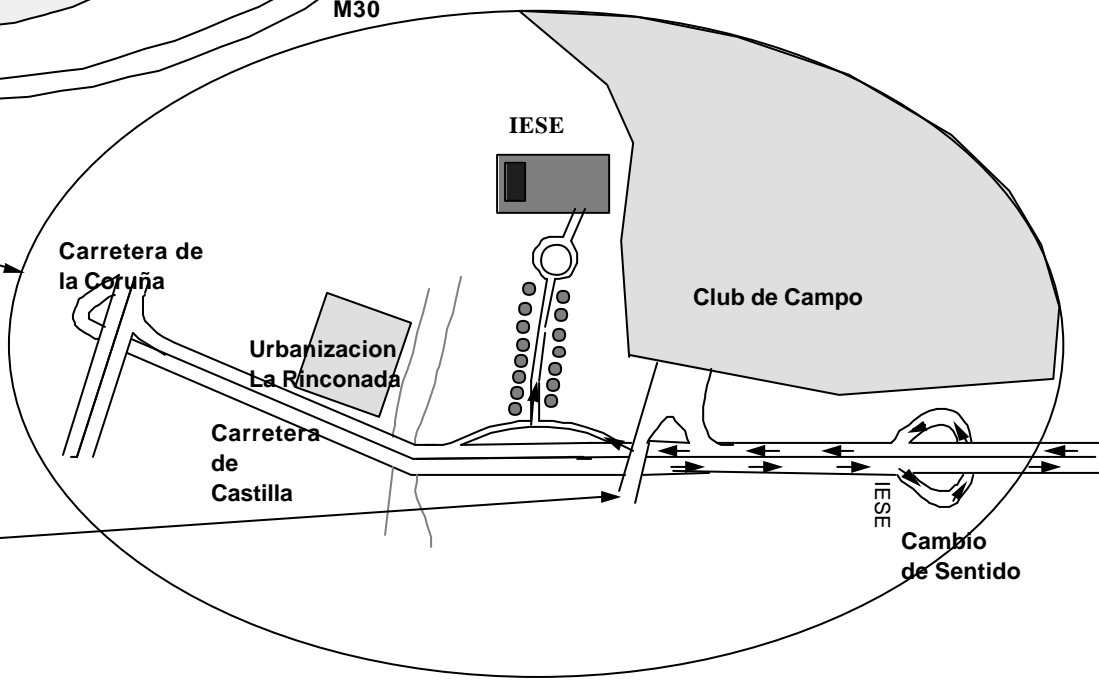 M30
IESE
Carretera de
la Coruña
Club de Campo
Urbanizacion
La Rinconada
Carretera
de
Castilla
IESE
Cambio
de Sentido